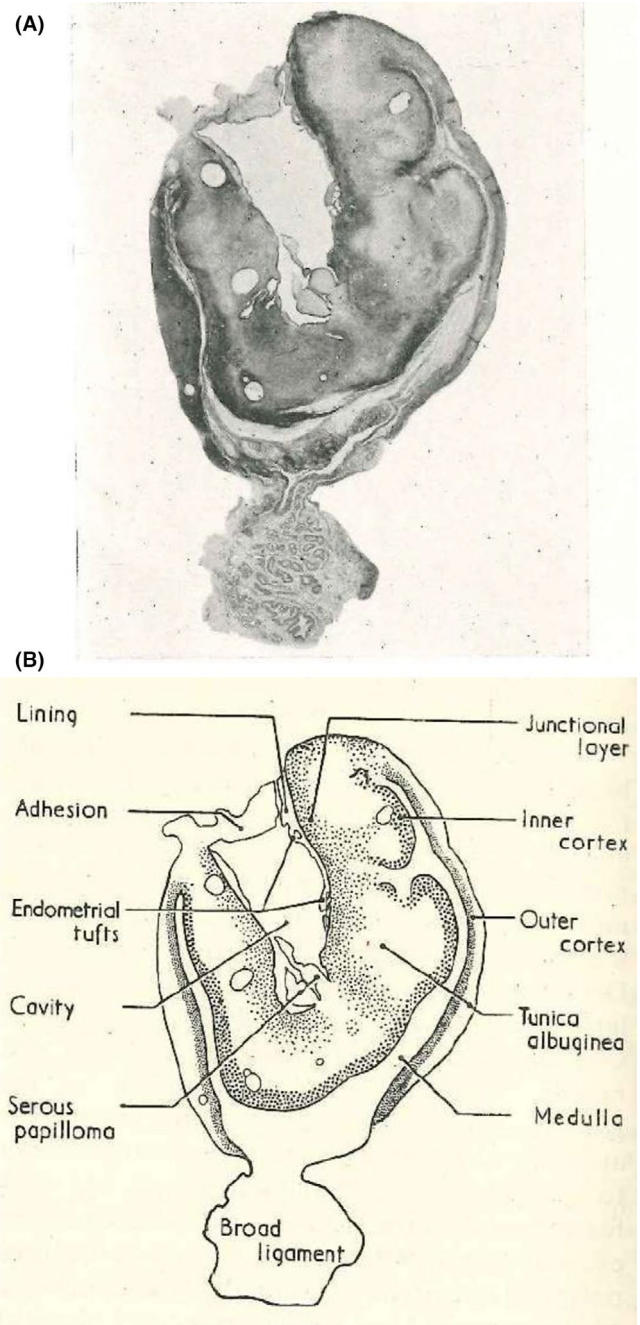 (A)
(B)
Lining
Junctional
layer
Adhesion
Inner
cortex
Endometrial
tufts
Outer
cortex
Cavity
Tunica
albuginea
Serous
papilloma
Medulla
Broad
ligament